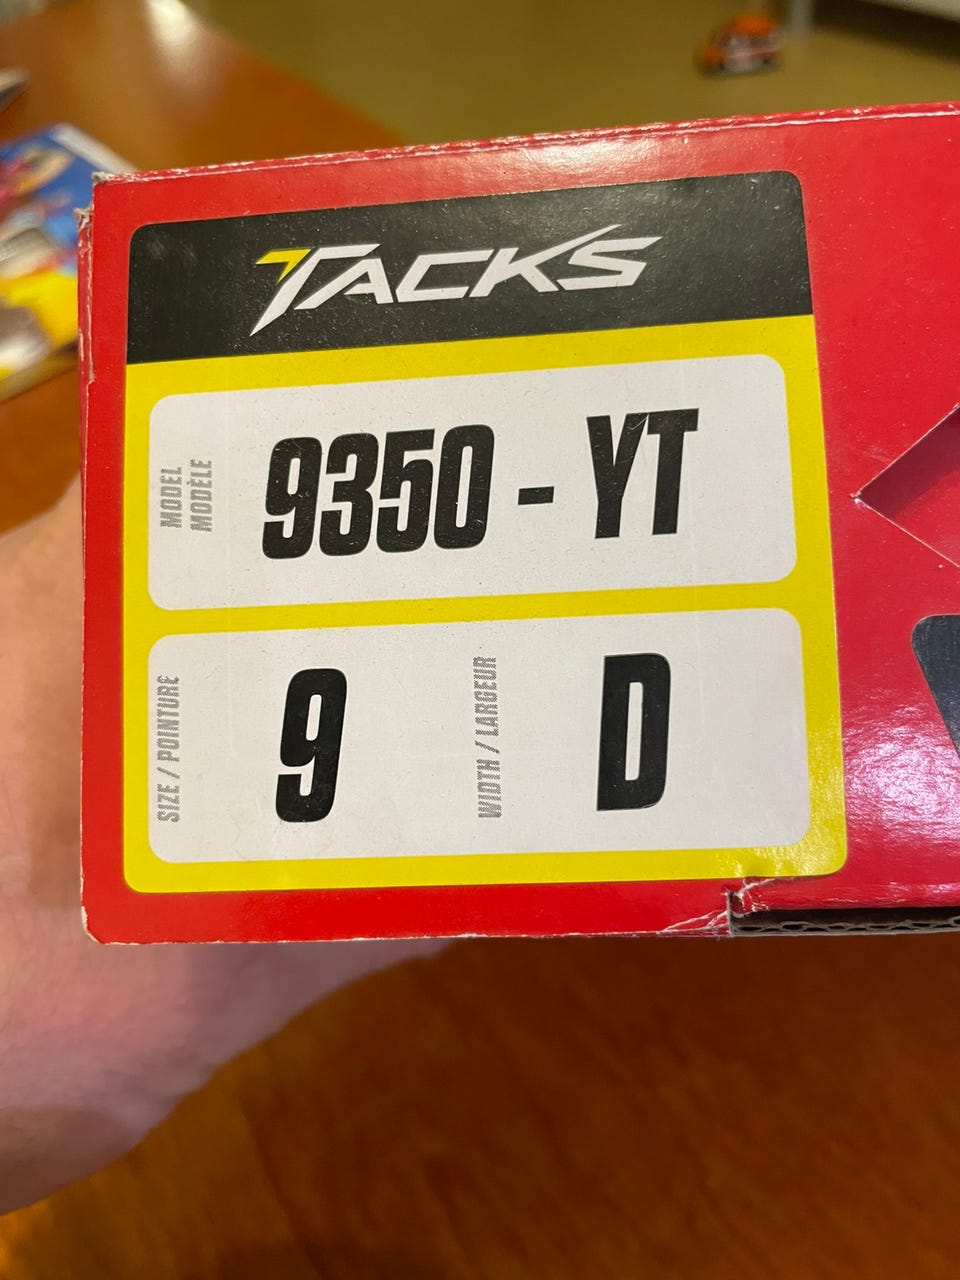 TACKS
MODEL
MODÈLE
9350 - YT
SIZE / POINTURE
9
WIDTH / LARGEUR
D